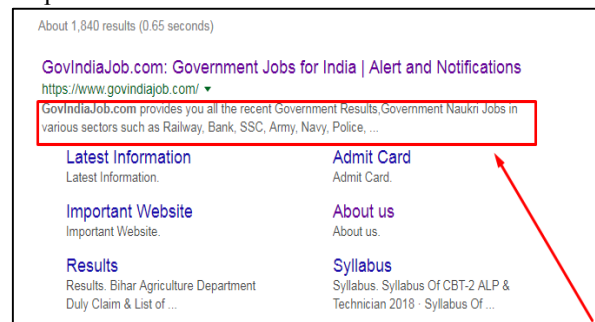 About 1,840 results (0.65 seconds)
GovIndiaJob.com: Government Jobs for India | Alert and Notifications
https://www.govindiajob.com/
GovIndiaJob.com provides you all the recent Government Results,Government Naukri Jobs in
various sectors such as Railway, Bank, SSC, Army, Navy, Police, ...
Latest Information
Latest Information.
Admit Card
Admit Card.
Important Website
Important Website.
About us
About us.
Results
Results. Bihar Agriculture Department
Duly Claim & List of ...
Syllabus
Syllabus. Syllabus Of CBT-2 ALP &
Technician 2018 · Syllabus Of ...